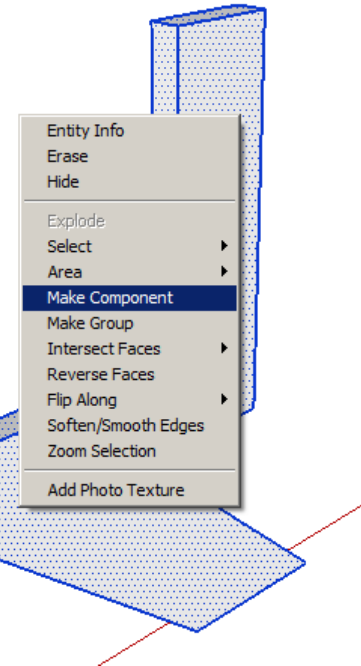 Entity Info
Erase
Hide
Explode
Select
Area
Make Component
Make Group
Intersect Faces
Reverse Faces
Flip Along
Soften/Smooth Edges
Zoom Selection
Add Photo Texture